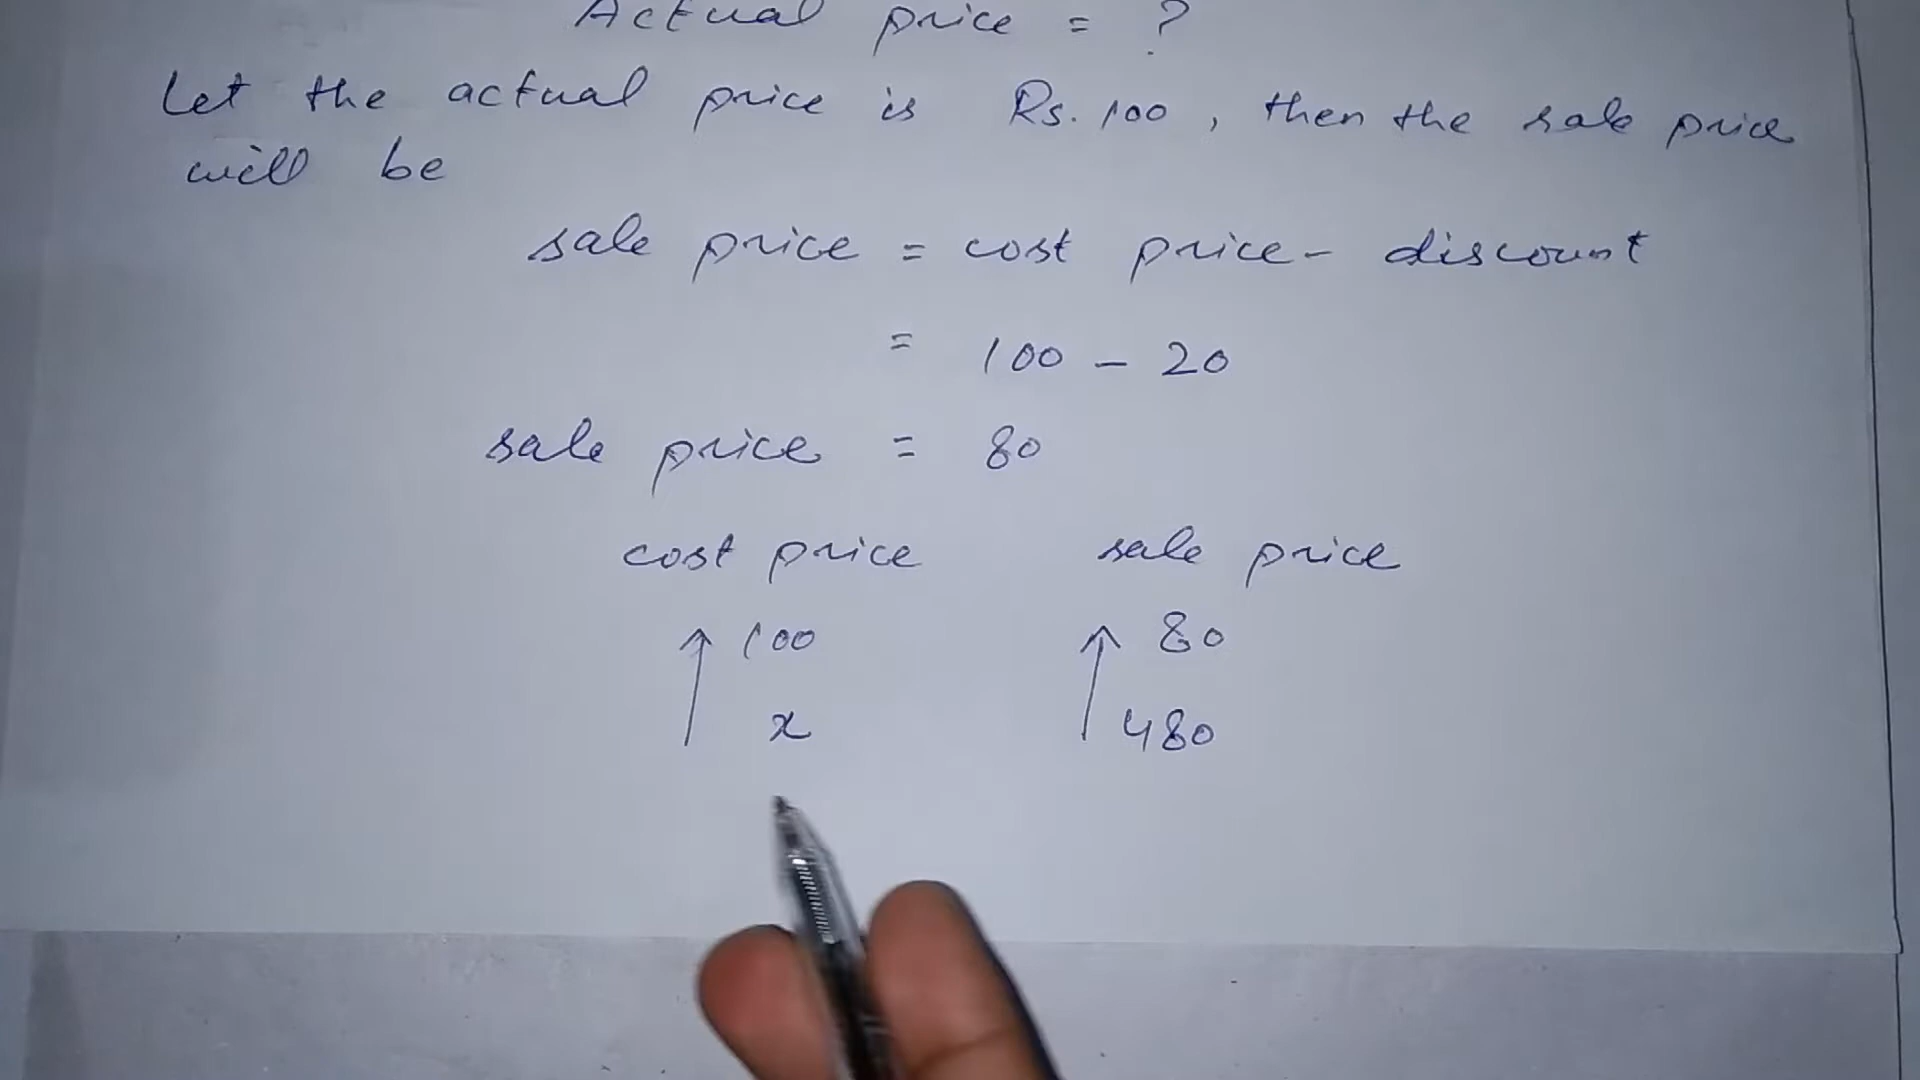 Actual price = ?
Let the actual price is Rs. 100, then the sale price
will be
sale price = cost price - discount
= 100 - 20
sale price = 80
cost price sale price
↑ 100 ↑ 80
x 480